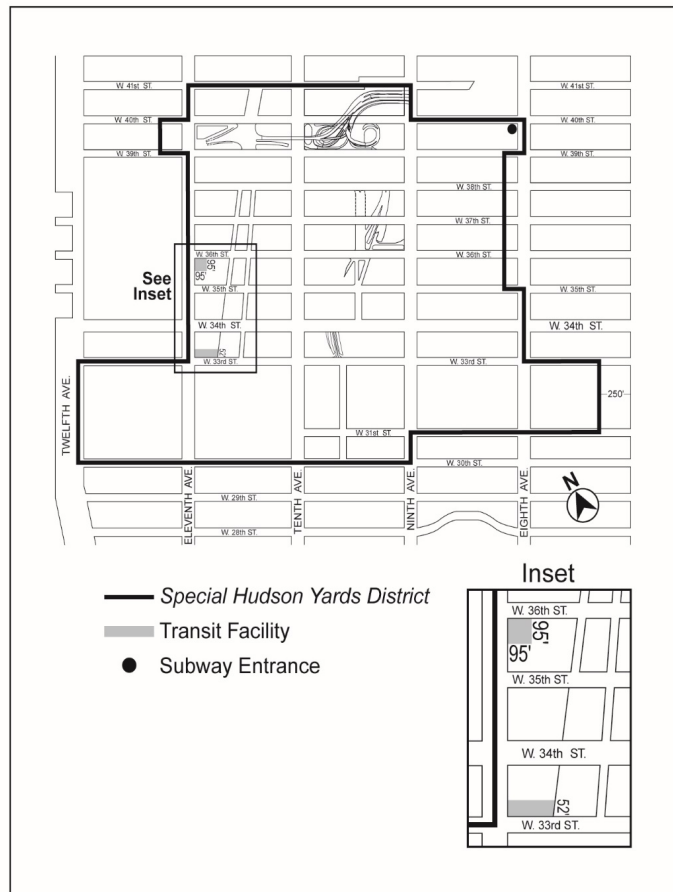 W. 41st ST.
W. 41st ST.
W. 40th ST.
W. 40th ST.
W. 39th ST.
W. 39th ST.
W. 38th ST.
W. 37th ST.
W. 36th ST.
W. 36th ST.
95'
95'
See
Inset
W. 35th ST.
W. 35th ST.
W. 34th ST.
W. 34th ST.
52'
W. 33rd ST.
W. 33rd ST.
250'
TWELFTH AVE.
W. 31st ST.
W. 30th ST.
ELEVENTH AVE.
TENTH AVE.
NINTH AVE.
EIGHTH AVE.
W. 29th ST.
W. 28th ST.
N
Special Hudson Yards District
Transit Facility
Subway Entrance
Inset
W. 36th ST.
95'
95'
W. 35th ST.
W. 34th ST.
52'
W. 33rd ST.